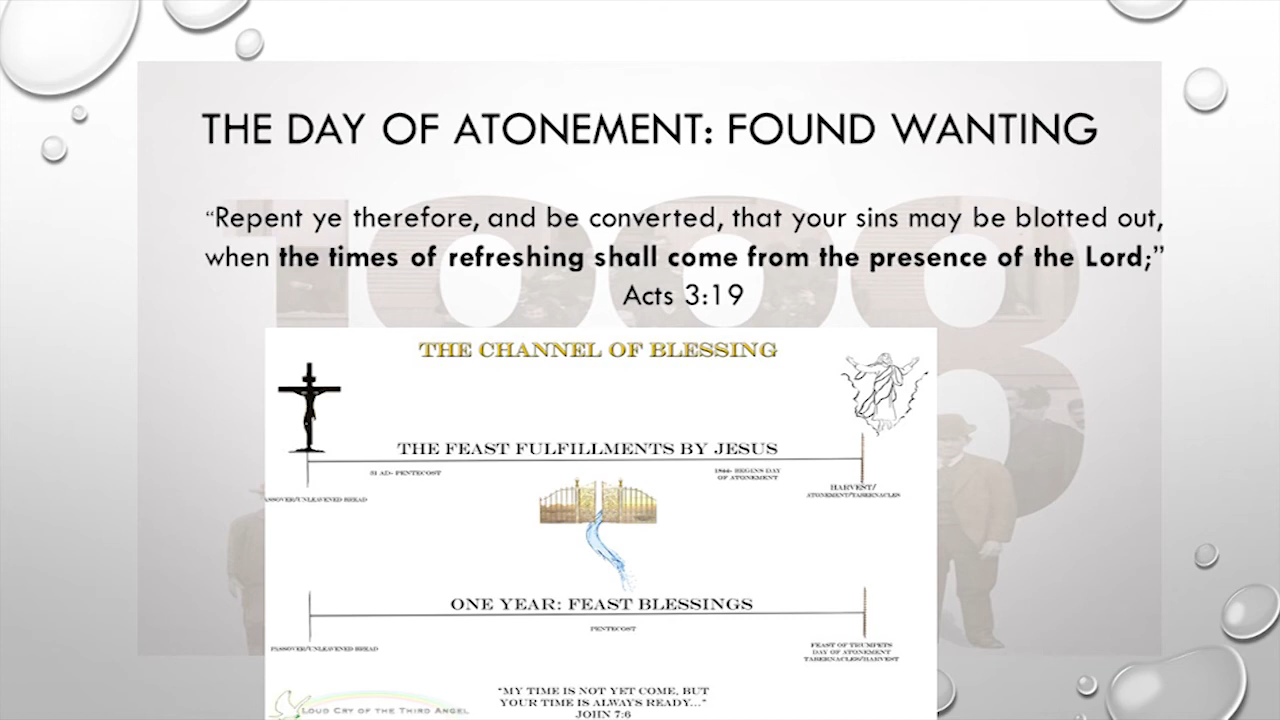 THE DAY OF ATONEMENT: FOUND WANTING
“Repent ye therefore, and be converted, that your sins may be blotted out,
when the times of refreshing shall come from the presence of the Lord;”
Acts 3:19
THE CHANNEL OF BLESSING
THE FEAST FULFILLMENTS BY JESUS
31 AD- PENTECOST
1844- BEGINS DAY
OF ATONEMENT
ASSOVER/UNLEAVENED BREAD
HARVEST/
ATONEMENT/TABERNACLES
ONE YEAR: FEAST BLESSINGS
PENTECOST
PASSOVER/UNLEAVENED BREAD
FEAST OF TRUMPETS
DAY OF ATONEMENT
TABERNACLES/HARVEST
LOUD CRY OF THE THIRD ANGEL
“MY TIME IS NOT YET COME, BUT
YOUR TIME IS ALWAYS READY...”
JOHN 7:6